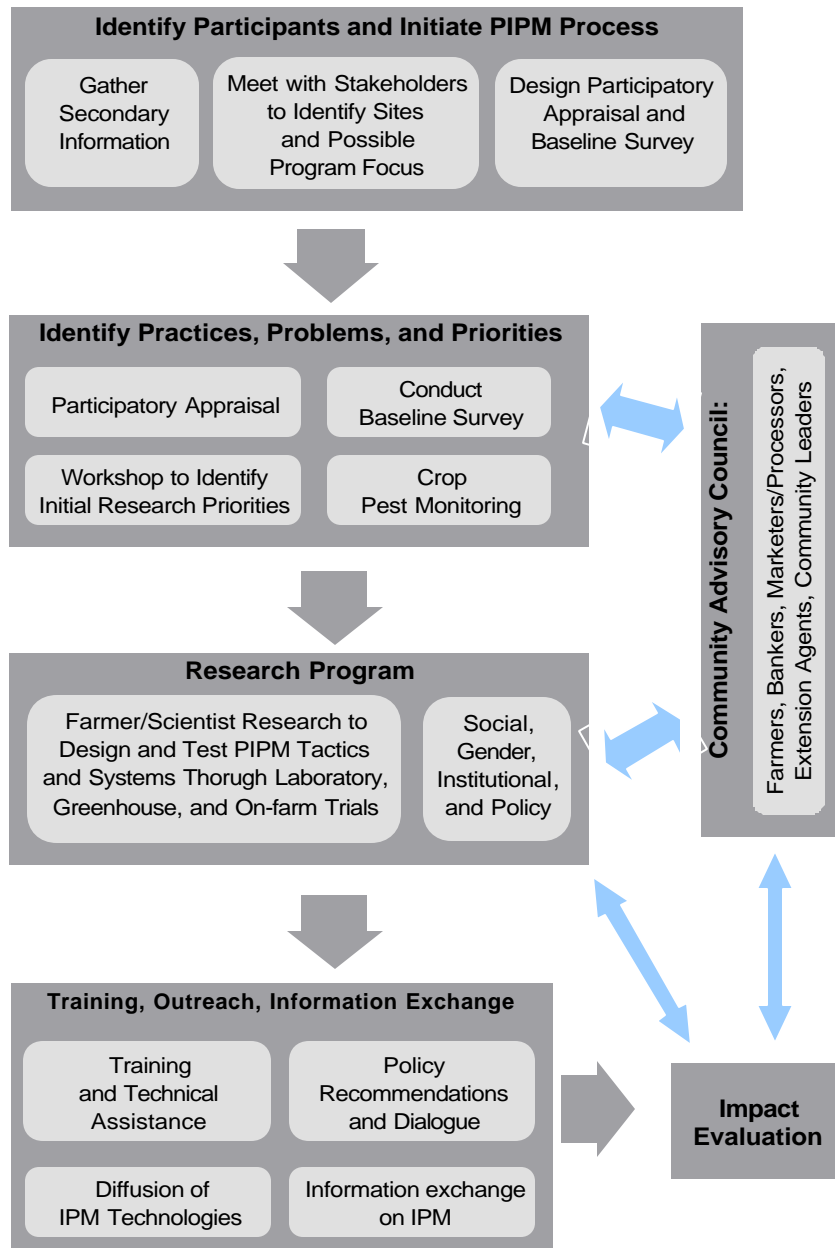 Identify Participants and Initiate PIPM Process
Gather
Secondary
Information
Meet with Stakeholders
to Identify Sites
and Possible
Program Focus
Design Participatory
Appraisal and
Baseline Survey
Identify Practices, Problems, and Priorities
Participatory Appraisal
Conduct
Baseline Survey
Workshop to Identify
Initial Research Priorities
Crop
Pest Monitoring
Community Advisory Council:
Farmers, Bankers, Marketers/Processors,
Extension Agents, Community Leaders
Research Program
Farmer/Scientist Research to
Design and Test PIPM Tactics
and Systems Thorugh Laboratory,
Greenhouse, and On-farm Trials
Social,
Gender,
Institutional,
and Policy
Training, Outreach, Information Exchange
Training
and Technical
Assistance
Policy
Recommendations
and Dialogue
Diffusion of
IPM Technologies
Information exchange
on IPM
Impact
Evaluation